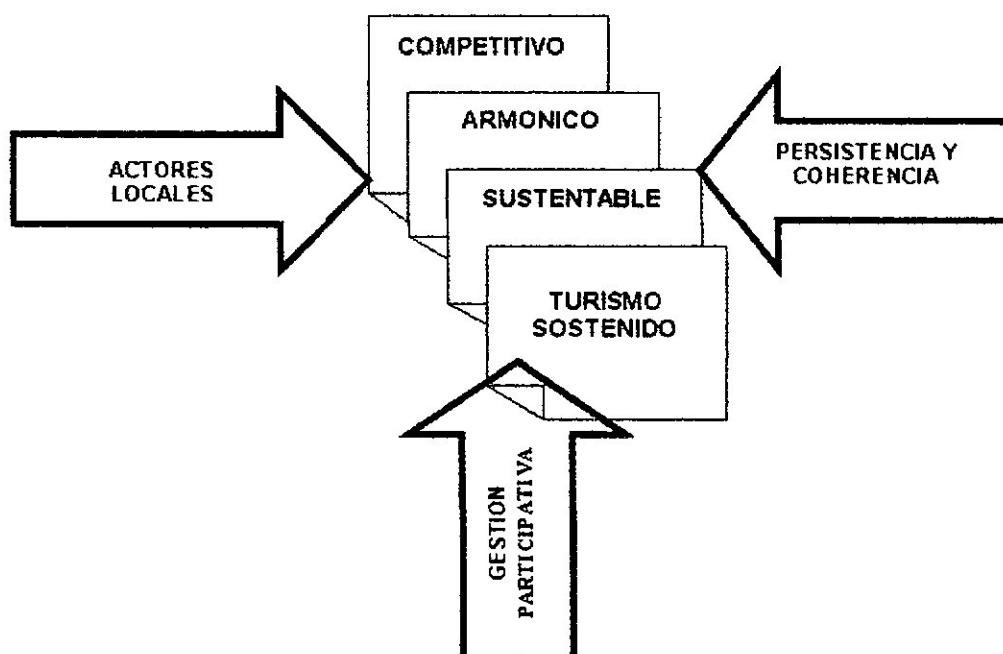 COMPETITIVO
ARMONICO
ACTORES
LOCALES
PERSISTENCIA Y
COHERENCIA
SUSTENTABLE
TURISMO
SOSTENIDO
GESTION
PARTICIPATIVA